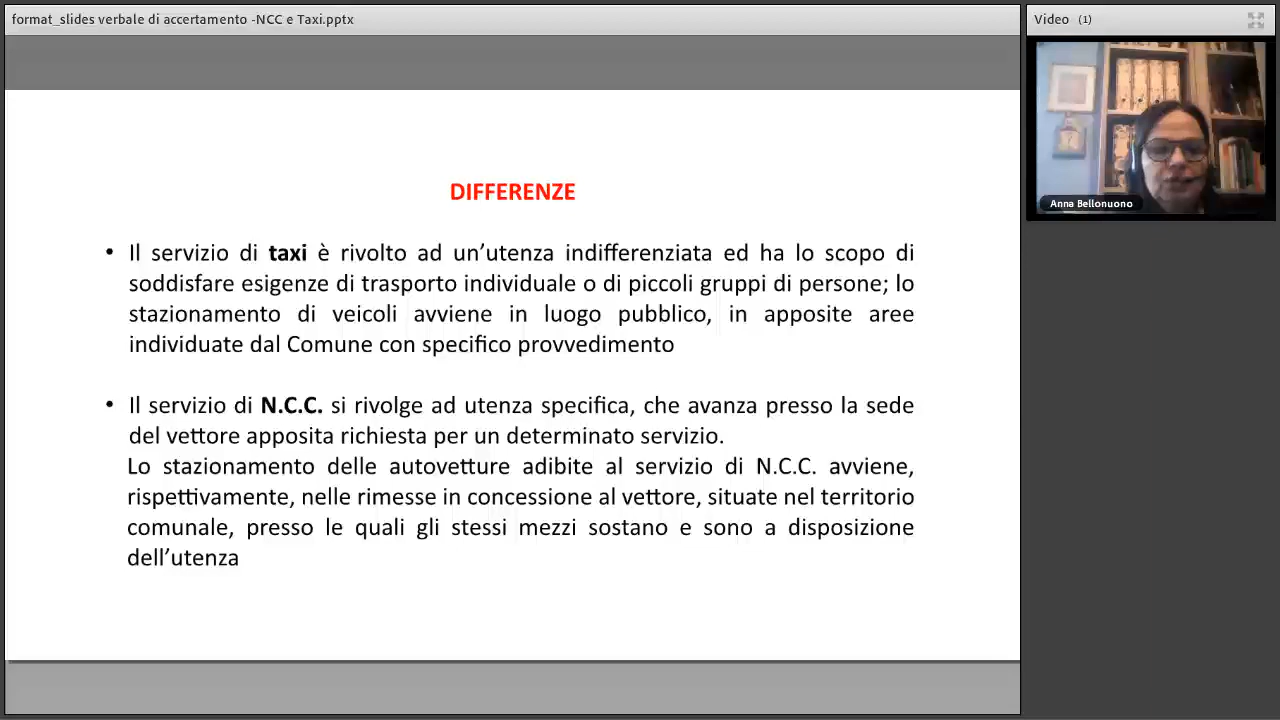 format_slides verbale di accertamento -NCC e Taxi.pptx
Video (1)
Anna Bellonuono
DIFFERENZE
• Il servizio di taxi è rivolto ad un’utenza indifferenziata ed ha lo scopo di
soddisfare esigenze di trasporto individuale o di piccoli gruppi di persone; lo
stazionamento di veicoli avviene in luogo pubblico, in apposite aree
individuate dal Comune con specifico provvedimento
• Il servizio di N.C.C. si rivolge ad utenza specifica, che avanza presso la sede
del vettore apposita richiesta per un determinato servizio.
Lo stazionamento delle autovetture adibite al servizio di N.C.C. avviene,
rispettivamente, nelle rimesse in concessione al vettore, situate nel territorio
comunale, presso le quali gli stessi mezzi sostano e sono a disposizione
dell’utenza